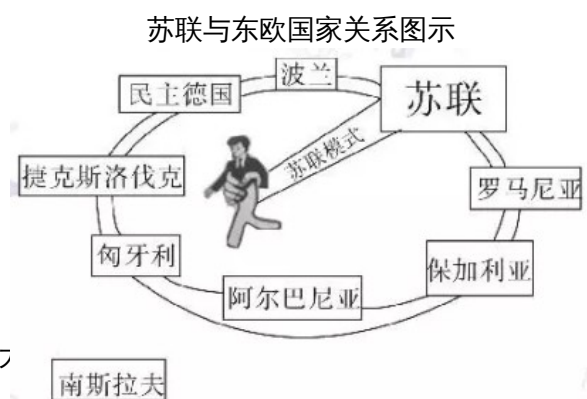 苏联与东欧国家关系图示
波兰
民主德国
苏联
苏联模式
捷克斯洛伐克
罗马尼亚
匈牙利
保加利亚
阿尔巴尼亚
南斯拉夫